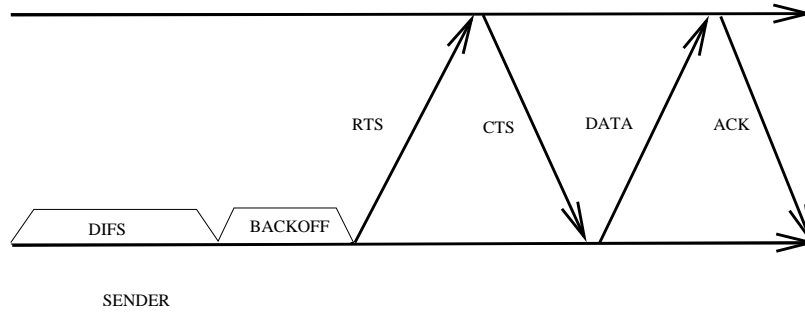 RTS
CTS
DATA
ACK
DIFS
BACKOFF
SENDER